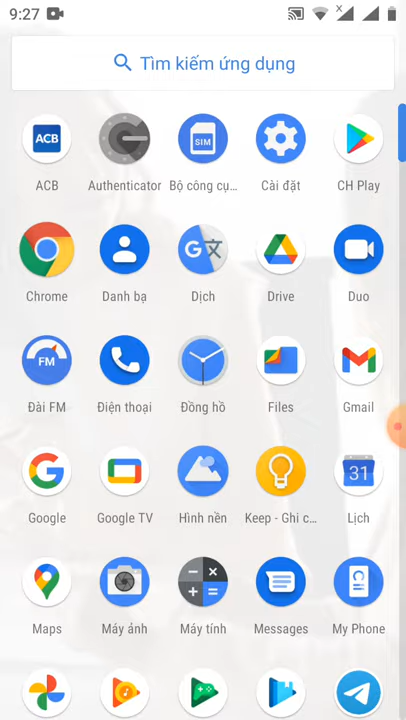 9:27
Tìm kiếm ứng dụng
ACB
SIM
ACB Authenticator Bộ công cụ... Cài đặt CH Play
G文
Chrome Danh bạ Dịch Drive Duo
FM
Đài FM Điện thoại Đồng hồ Files Gmail
31
Google Google TV Hình nền Keep - Ghi c... Lịch
Maps Máy ảnh Máy tính Messages My Phone